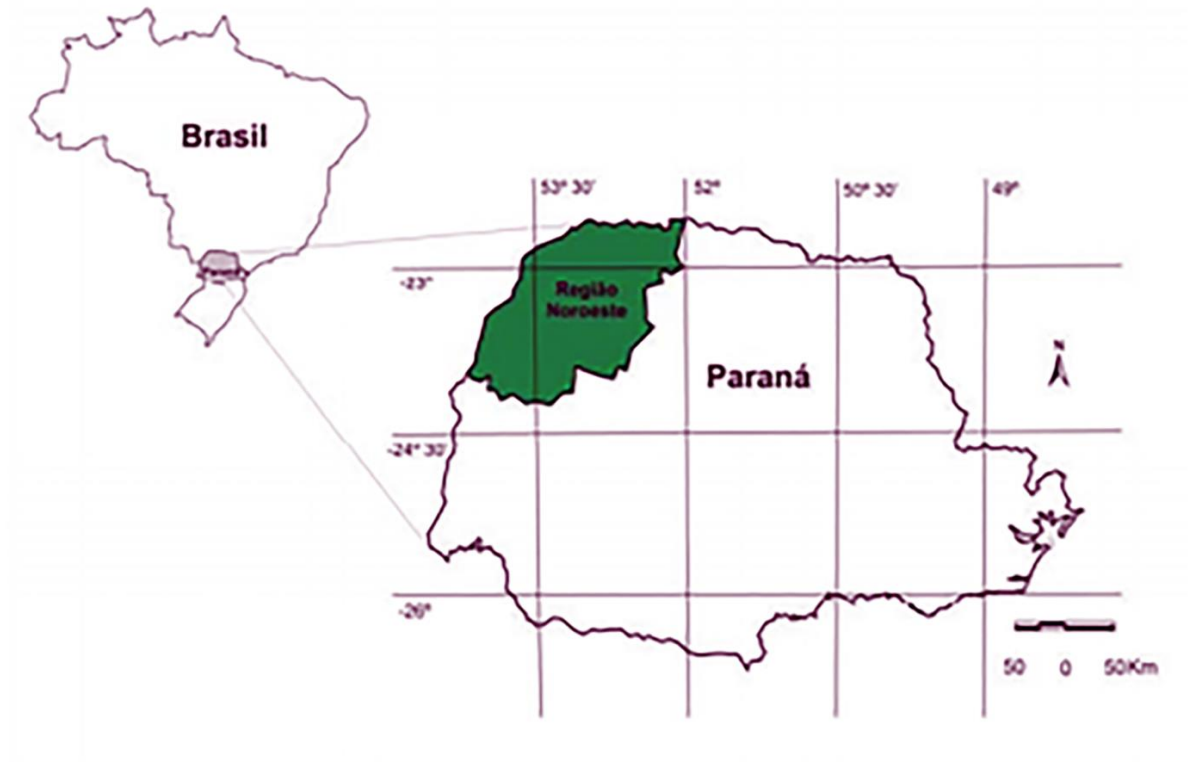 Brasil
53° 30'
52°
50° 30'
49°
-23°
Região
Noroeste
N
Paraná
-24° 30'
-26°
50 0 50Km